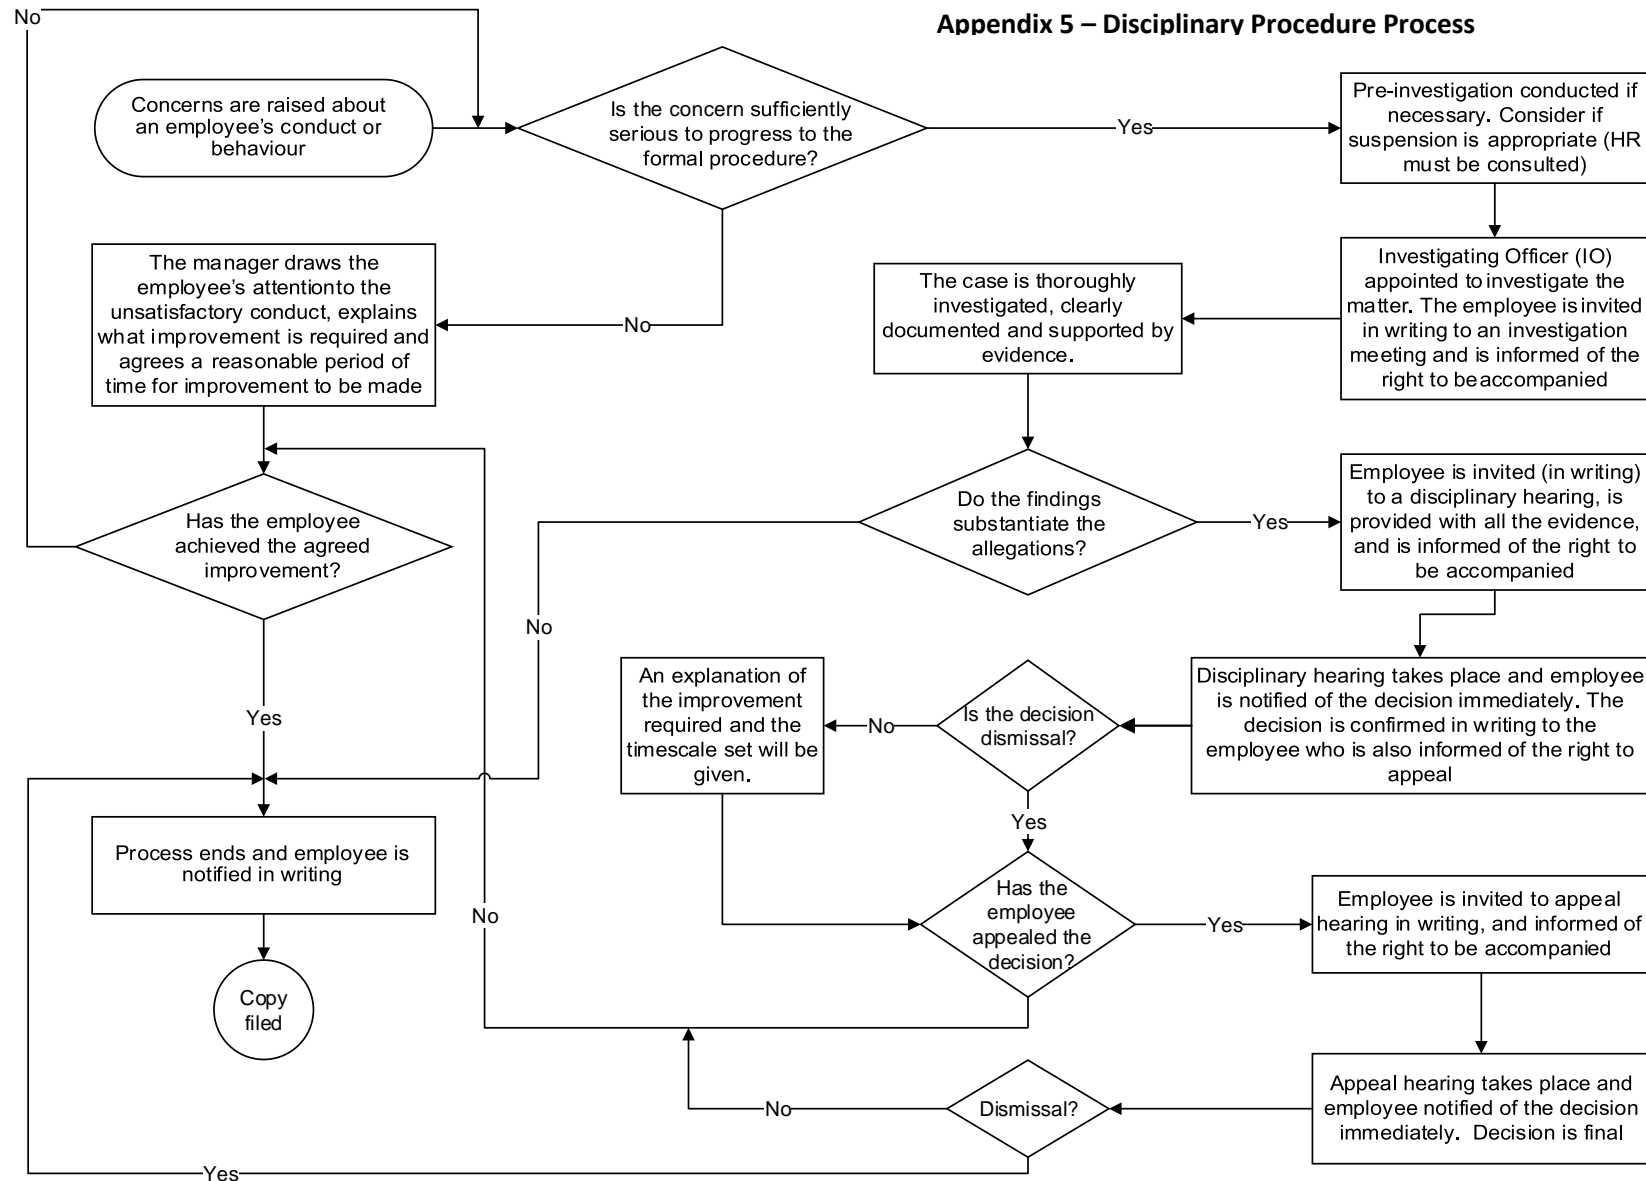 No
Appendix 5 – Disciplinary Procedure Process
Concerns are raised about
an employee's conduct or
behaviour
Is the concern sufficiently
serious to progress to the
formal procedure?
Yes
Pre-investigation conducted if
necessary. Consider if
suspension is appropriate (HR
must be consulted)
The manager draws the
employee's attentionto the
unsatisfactory conduct, explains
what improvement is required and
agrees a reasonable period of
time for improvement to be made
No
The case is thoroughly
investigated, clearly
documented and supported by
evidence.
Investigating Officer (IO)
appointed to investigate the
matter. The employee is invited
in writing to an investigation
meeting and is informed of the
right to beaccompanied
Has the employee
achieved the agreed
improvement?
Do the findings
substantiate the
allegations?
Yes
Employee is invited (in writing)
to a disciplinary hearing, is
provided with all the evidence,
and is informed of the right to
be accompanied
No
Yes
An explanation of
the improvement
required and the
timescale set will be
given.
No
Is the decision
dismissal?
Disciplinary hearing takes place and employee
is notified of the decision immediately. The
decision is confirmed in writing to the
employee who is also informed of the right to
appeal
Yes
Process ends and employee is
notified in writing
No
Has the
employee
appealed the
decision?
Yes
Employee is invited to appeal
hearing in writing, and informed of
the right to be accompanied
Copy
filed
No
Dismissal?
Appeal hearing takes place and
employee notified of the decision
immediately. Decision is final
Yes